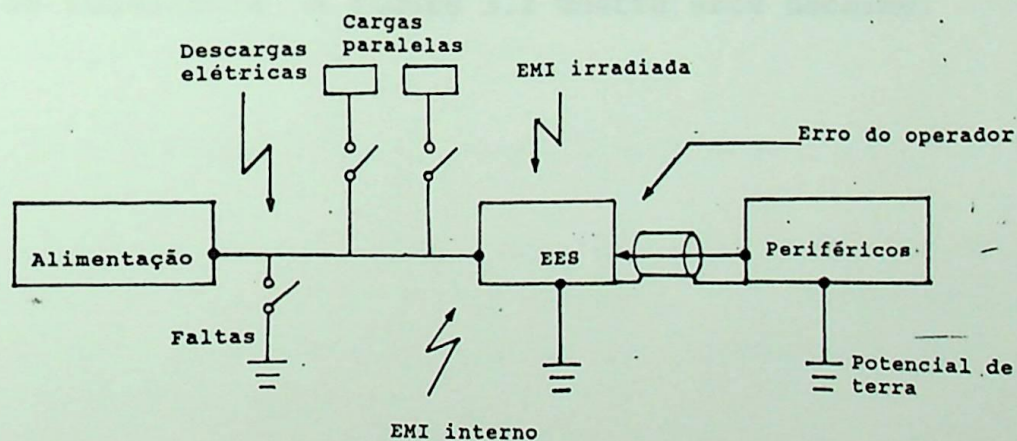 Cargas
paralelas
Descargas
elétricas
EMI irradiada
Erro do operador
Alimentação
EES
Periféricos
Faltas
Potencial de
terra
EMI interno